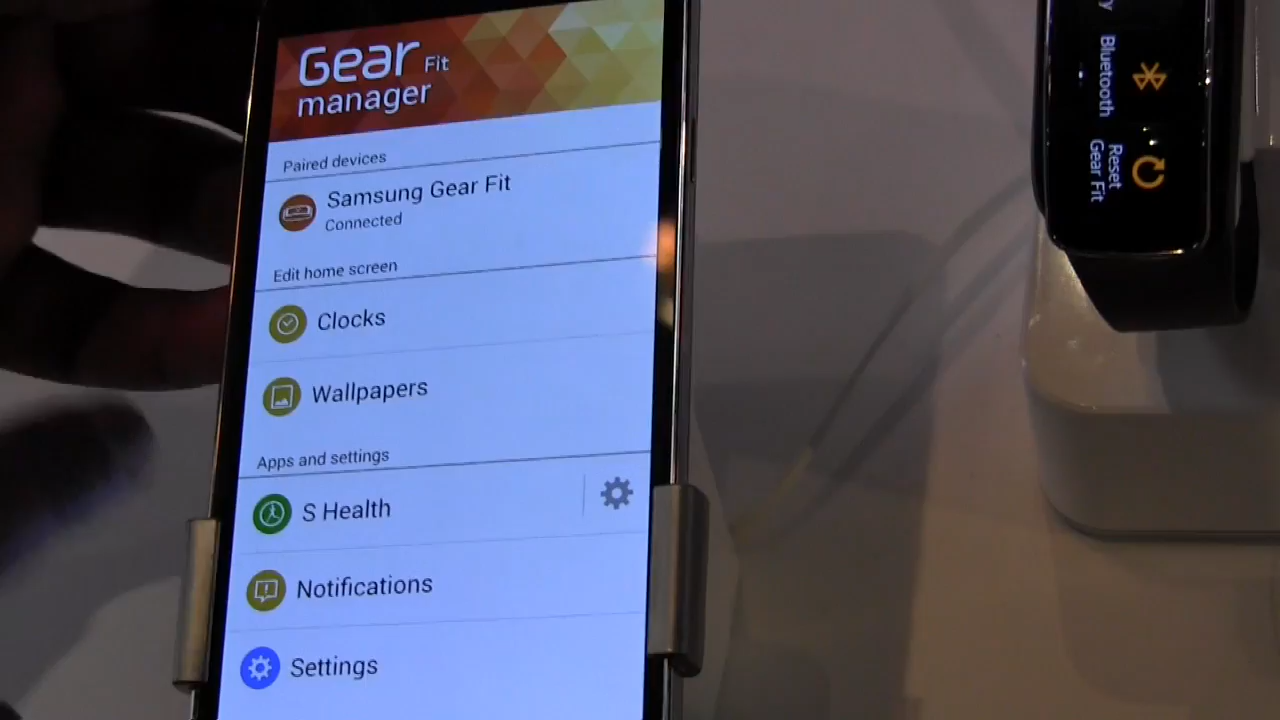 Gear Fit
manager
Paired devices
Samsung Gear Fit
Connected
Edit home screen
Clocks
Wallpapers
Apps and settings
S Health
Notifications
Settings
Bluetooth
Reset
Gear Fit